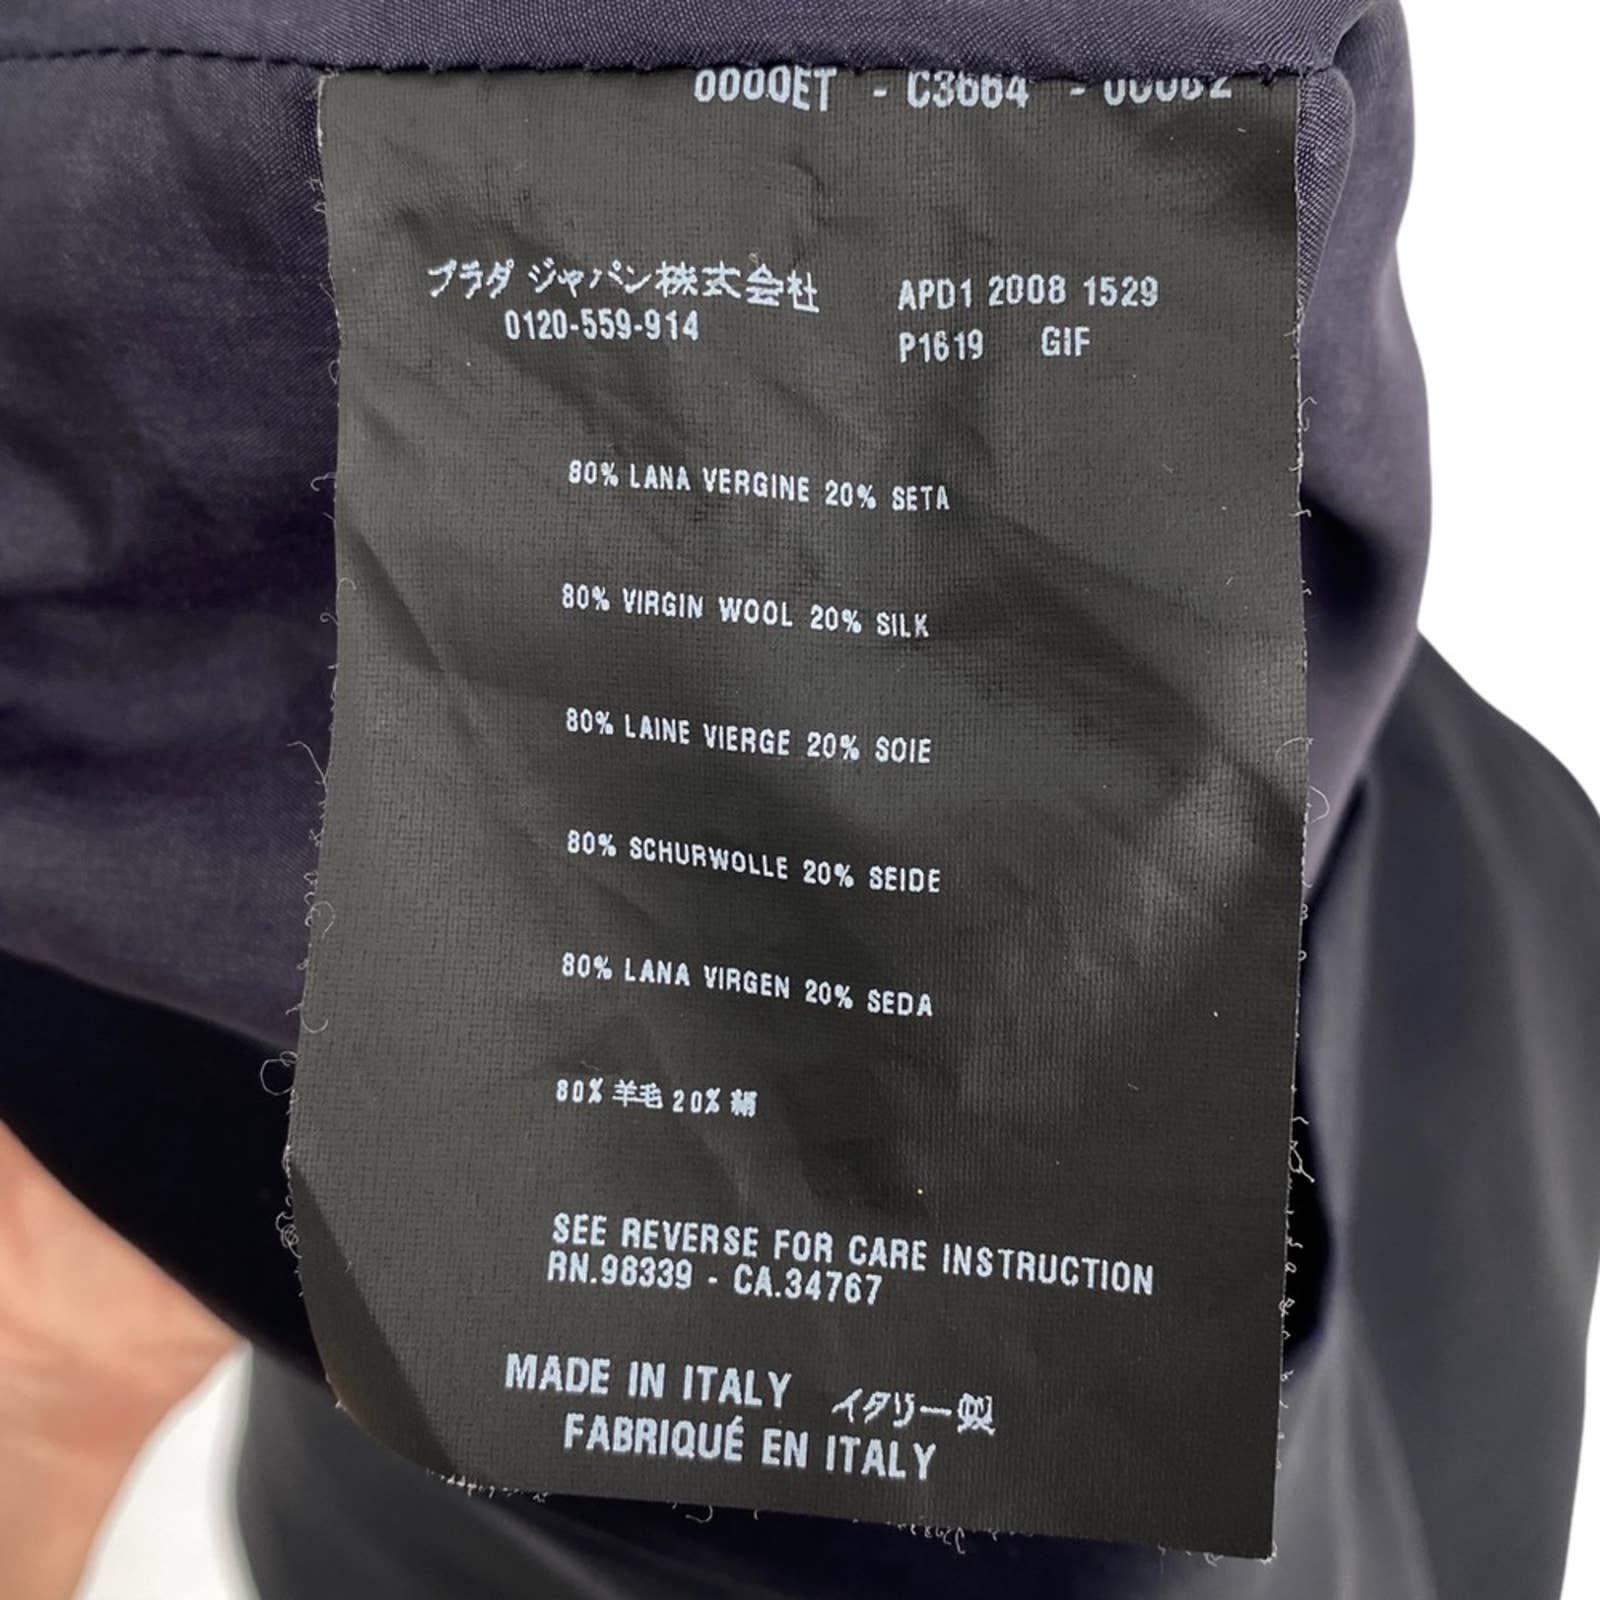 0000ET - C3664 -
プラダ ジャパン株式会社 APD1 2008 1529
0120-559-914 P1619 GIF
80% LANA VERGINE 20% SETA
80% VIRGIN WOOL 20% SILK
80% LAINE VIERGE 20% SOIE
80% SCHURWOLLE 20% SEIDE
80% LANA VIRGEN 20% SEDA
80% 羊毛 20% 絹
SEE REVERSE FOR CARE INSTRUCTION
RN.98339 - CA.34767
MADE IN ITALY イタリー製
FABRIQUÉ EN ITALY